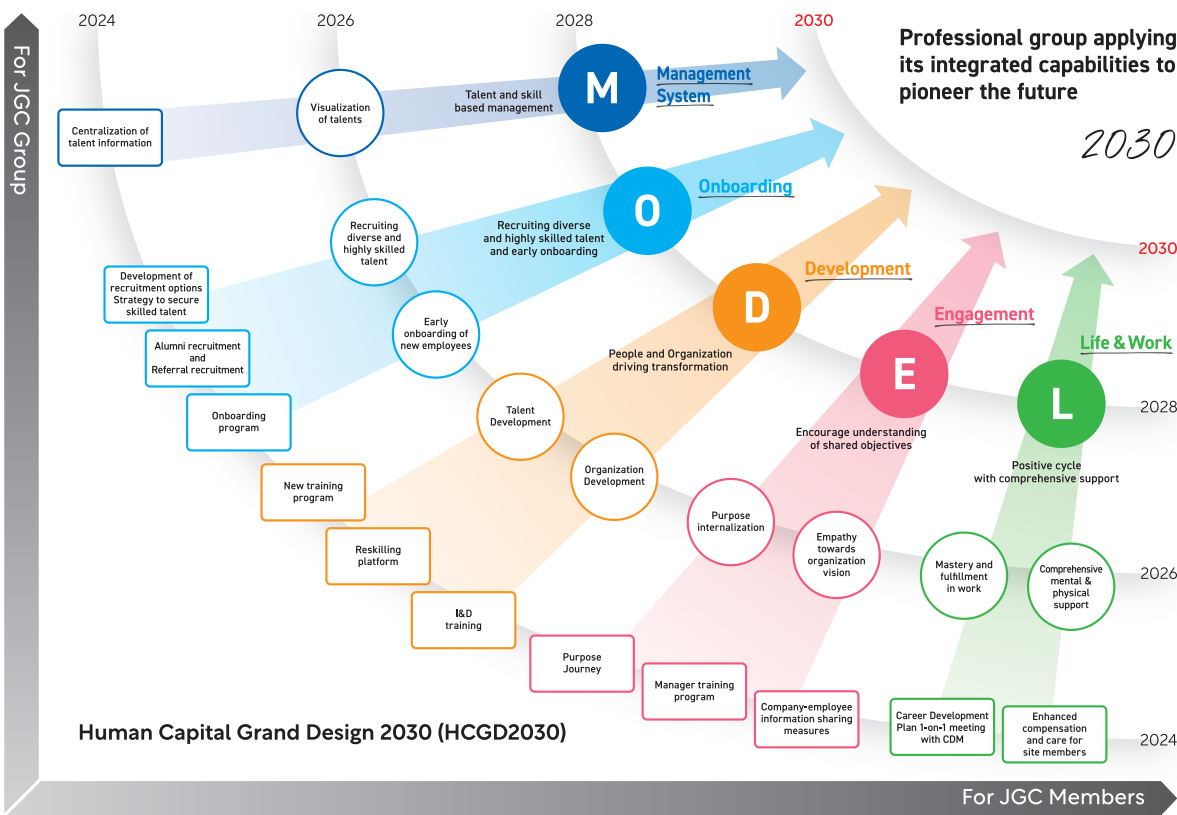 2024
2026
2028
2030
For JGC Group
Professional group applying
its integrated capabilities to
pioneer the future
2030
Centralization of
talent information
Visualization
of talents
Talent and skill
based management
M
Management
System
Development of
recruitment options
Strategy to secure
skilled talent
Alumni recruitment
and
Referral recruitment
Onboarding
program
Recruiting
diverse and
highly skilled
talent
Early
onboarding of
new employees
Recruiting diverse
and highly skilled talent
and early onboarding
O
Onboarding
New training
program
Reskilling
platform
I&D
training
Talent
Development
Organization
Development
People and Organization
driving transformation
D
Development
Purpose
Journey
Manager training
program
Company-employee
information sharing
measures
Purpose
internalization
Empathy
towards
organization
vision
Encourage understanding
of shared objectives
E
Engagement
Career Development
Plan 1-on-1 meeting
with CDM
Enhanced
compensation
and care for
site members
Mastery and
fulfillment
in work
Comprehensive
mental &
physical
support
Positive cycle
with comprehensive support
L
Life & Work
2030
2028
2026
2024
Human Capital Grand Design 2030 (HCGD2030)
For JGC Members